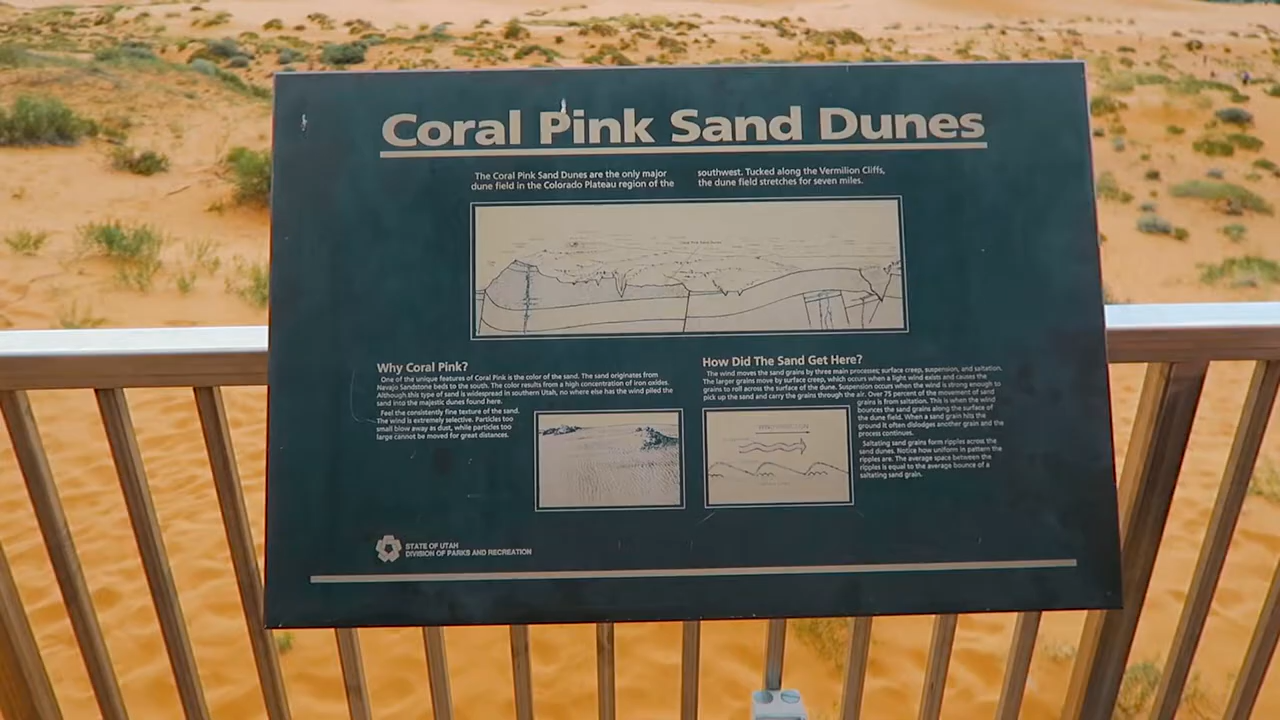 Coral Pink Sand Dunes
The Coral Pink Sand Dunes are the only major
dune field in the Colorado Plateau region of the
southwest. Tucked along the Vermilion Cliffs,
the dune field stretches for seven miles.
Why Coral Pink?
One of the unique features of Coral Pink is the color of the sand. The sand originates from
Navajo Sandstone beds to the south. The color results from a high concentration of iron oxides.
Although this type of sand is widespread in southern Utah, no where else has the wind piled the
sand into the majestic dunes found here.
Feel the consistently fine texture of the sand.
The wind is extremely selective. Particles too
small blow away as dust, while particles too
large cannot be moved for great distances.
How Did The Sand Get Here?
The wind moves the sand grains by three main processes; surface creep, suspension, and saltation.
The larger grains move by surface creep, which occurs when a light wind exists and causes the
grains to roll across the surface of the dune. Suspension occurs when the wind is strong enough to
pick up the sand and carry the grains through the air. Over 75 percent of the movement of sand
grains is from saltation. This is when the wind
bounces the sand grains along the surface of
the dune field. When a sand grain hits the
ground it often dislodges another grain and the
process continues.
Saltating sand grains form ripples across the
sand dunes. Notice how uniform in pattern the
ripples are. The average space between the
ripples is equal to the average bounce of a
saltating sand grain.
WIND DIRECTION
STATE OF UTAH
DIVISION OF PARKS AND RECREATION